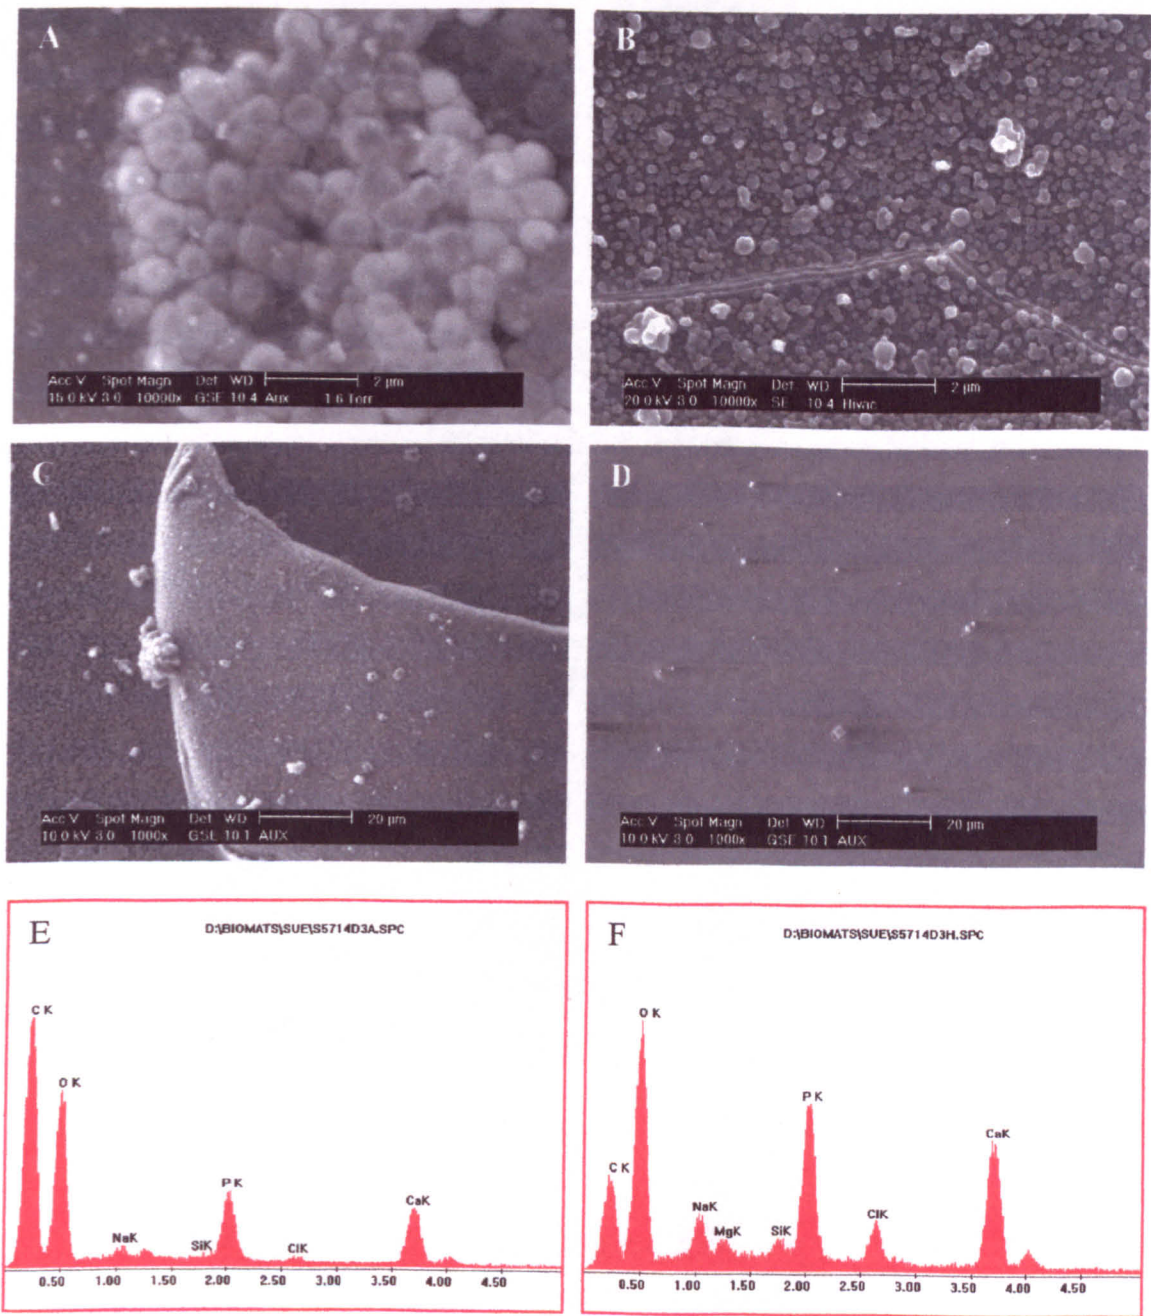 A
Acc.V Spot Magn Det WD 2 µm
15.0 kV 3.0 10000x GSE 10.4 Aux 1.6 Torr
B
Acc.V Spot Magn Det WD 2 µm
20.0 kV 3.0 10000x SE 10.4 Hivac
C
Acc.V Spot Magn Det WD 20 µm
10.0 kV 3.0 1000x GSE 10.1 AUX
D
Acc.V Spot Magn Det WD 20 µm
10.0 kV 3.0 1000x GSE 10.1 AUX
E
D:\BIOMATS\SUE\S5714D3A.SPC
C K
O K
P K
CaK
NaK
SiK
ClK
0.50 1.00 1.50 2.00 2.50 3.00 3.50 4.00 4.50
F
D:\BIOMATS\SUE\S5714D3H.SPC
O K
P K
CaK
C K
NaK
ClK
MgK
SiK
0.50 1.00 1.50 2.00 2.50 3.00 3.50 4.00 4.50